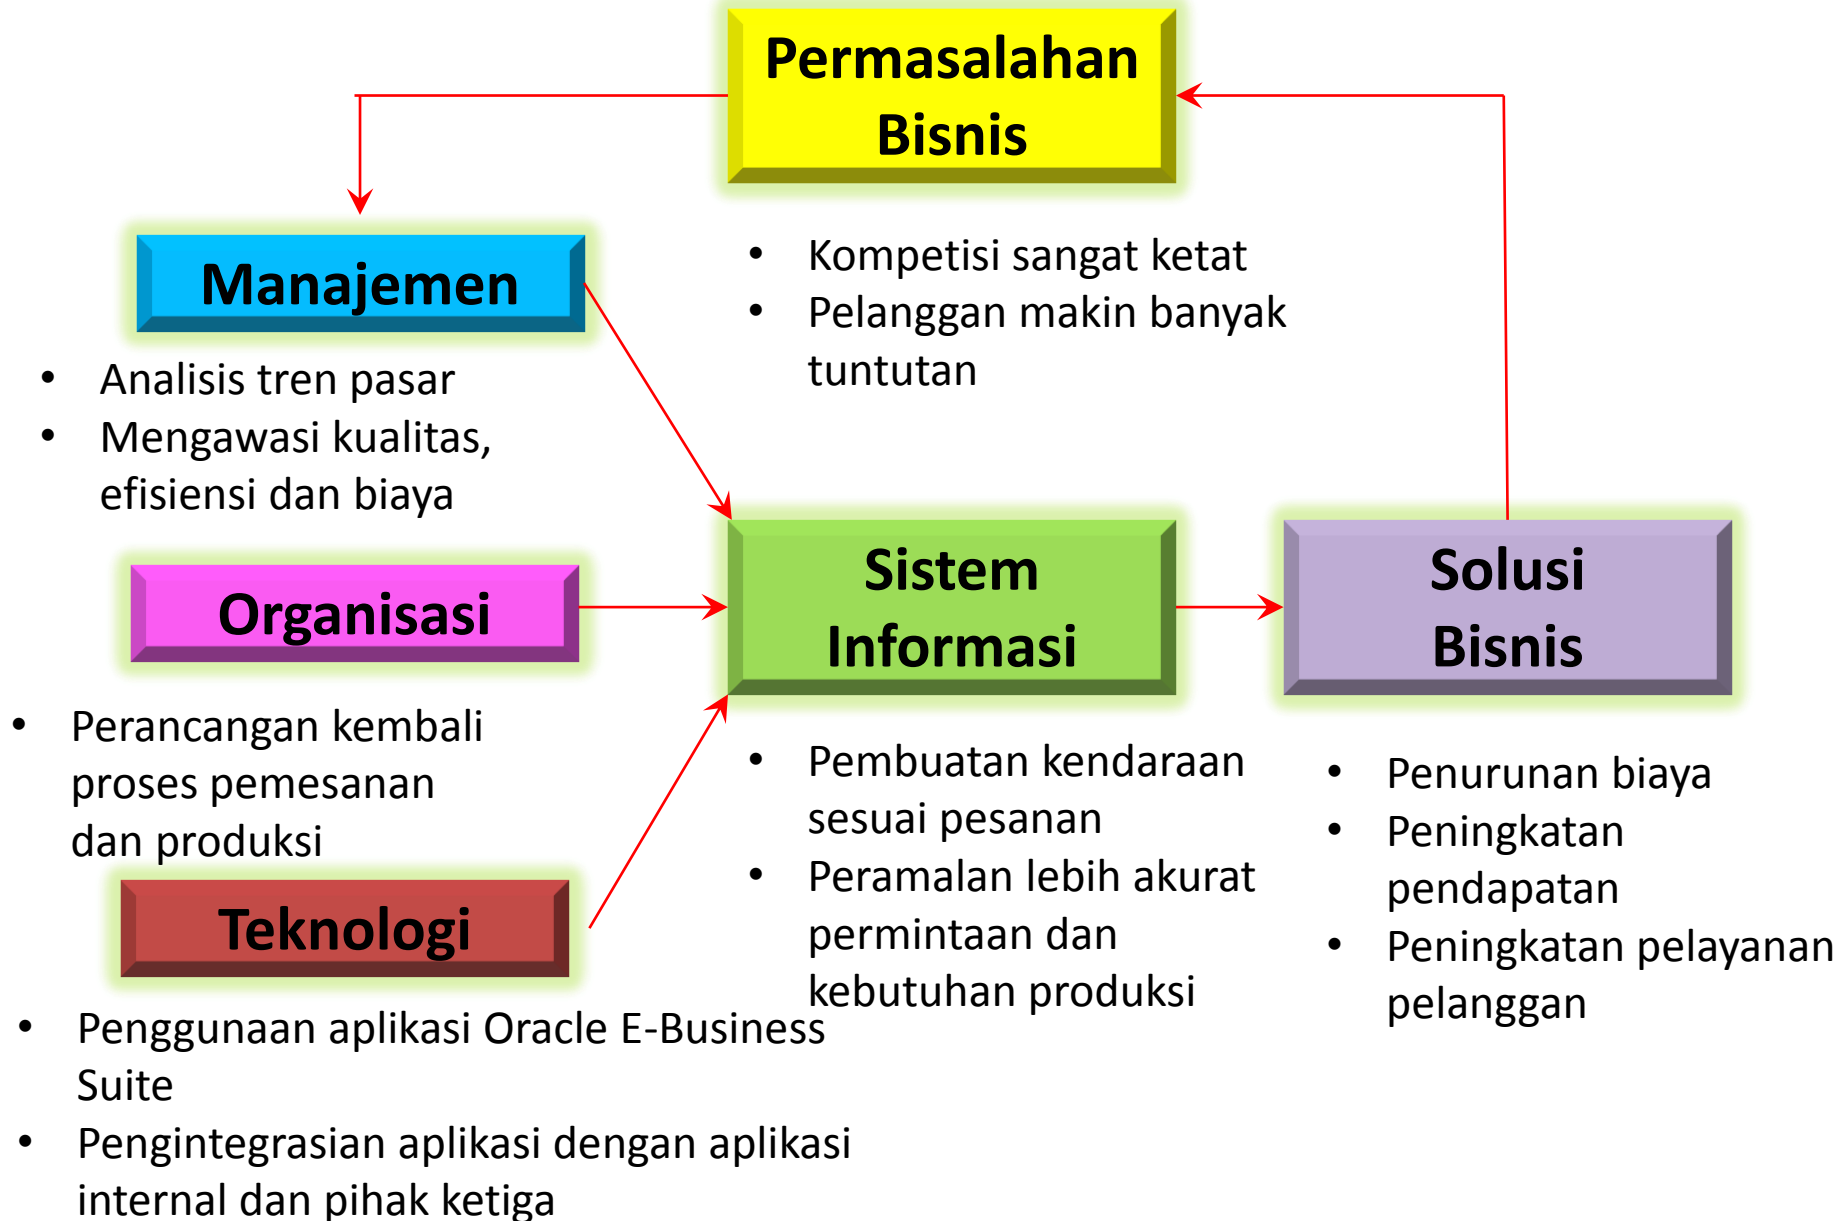 Permasalahan
Bisnis
• Kompetisi sangat ketat
• Pelanggan makin banyak
tuntutan
Manajemen
• Analisis tren pasar
• Mengawasi kualitas,
efisiensi dan biaya
Organisasi
• Perancangan kembali
proses pemesanan
dan produksi
Teknologi
• Penggunaan aplikasi Oracle E-Business
Suite
• Pengintegrasian aplikasi dengan aplikasi
internal dan pihak ketiga
Sistem
Informasi
• Pembuatan kendaraan
sesuai pesanan
• Peramalan lebih akurat
permintaan dan
kebutuhan produksi
Solusi
Bisnis
• Penurunan biaya
• Peningkatan
pendapatan
• Peningkatan pelayanan
pelanggan